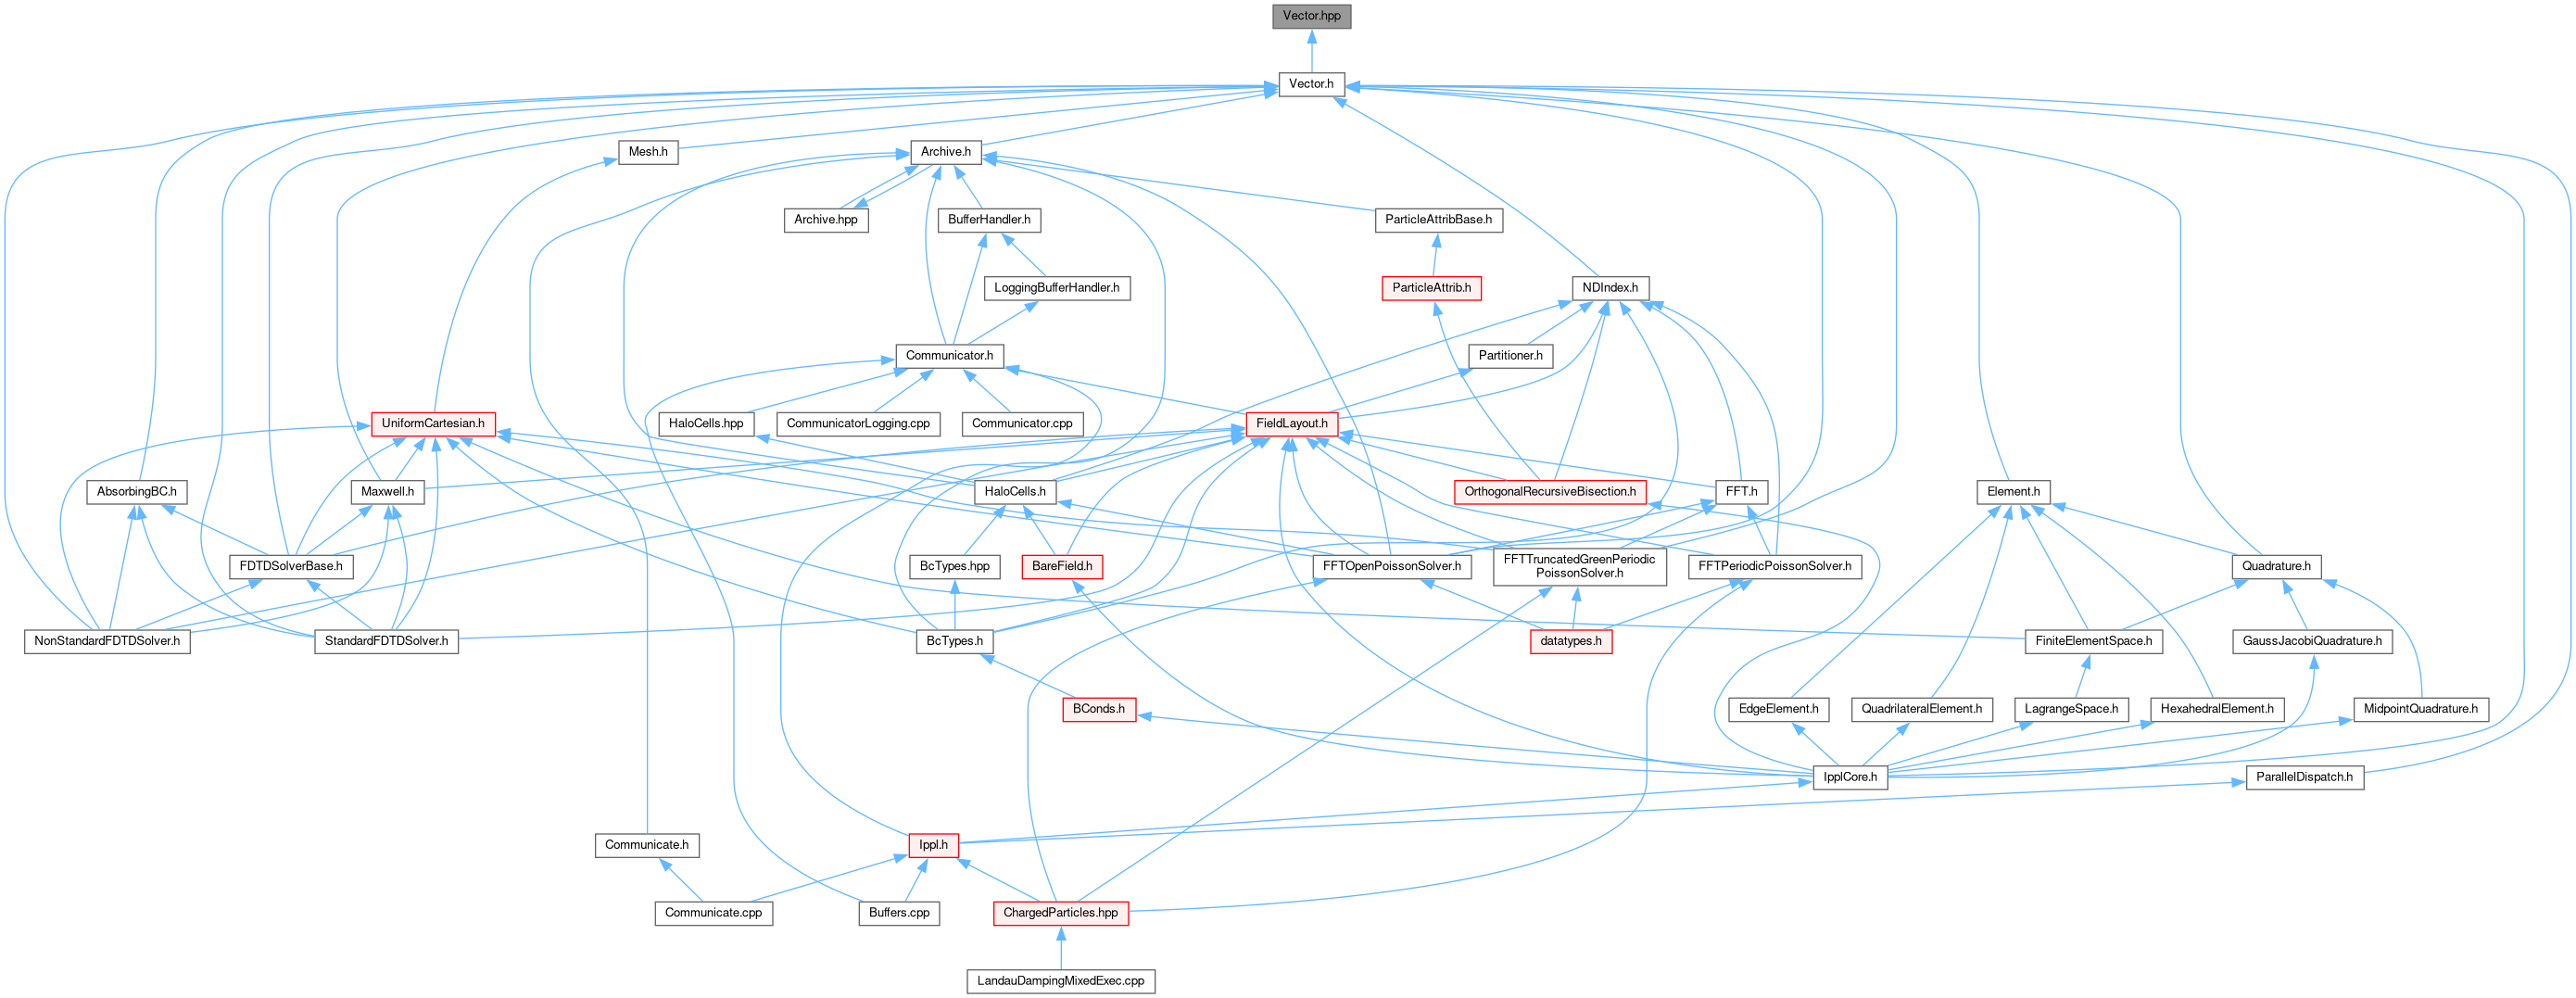 Vector.hpp
Vector.h
Mesh.h
Archive.h
Archive.hpp
BufferHandler.h
ParticleAttribBase.h
LoggingBufferHandler.h
ParticleAttrib.h
NDIndex.h
Communicator.h
Partitioner.h
UniformCartesian.h
HaloCells.hpp
CommunicatorLogging.cpp
Communicator.cpp
FieldLayout.h
AbsorbingBC.h
Maxwell.h
HaloCells.h
OrthogonalRecursiveBisection.h
FFT.h
Element.h
FDTDSolverBase.h
BcTypes.hpp
BareField.h
FFTOpenPoissonSolver.h
FFTTruncatedGreenPeriodic
PoissonSolver.h
FFTPeriodicPoissonSolver.h
Quadrature.h
NonStandardFDTDSolver.h
StandardFDTDSolver.h
BcTypes.h
datatypes.h
FiniteElementSpace.h
GaussJacobiQuadrature.h
BConds.h
EdgeElement.h
QuadrilateralElement.h
LagrangeSpace.h
HexahedralElement.h
MidpointQuadrature.h
IpplCore.h
ParallelDispatch.h
Communicate.h
Ippl.h
Communicate.cpp
Buffers.cpp
ChargedParticles.hpp
LandauDampingMixedExec.cpp